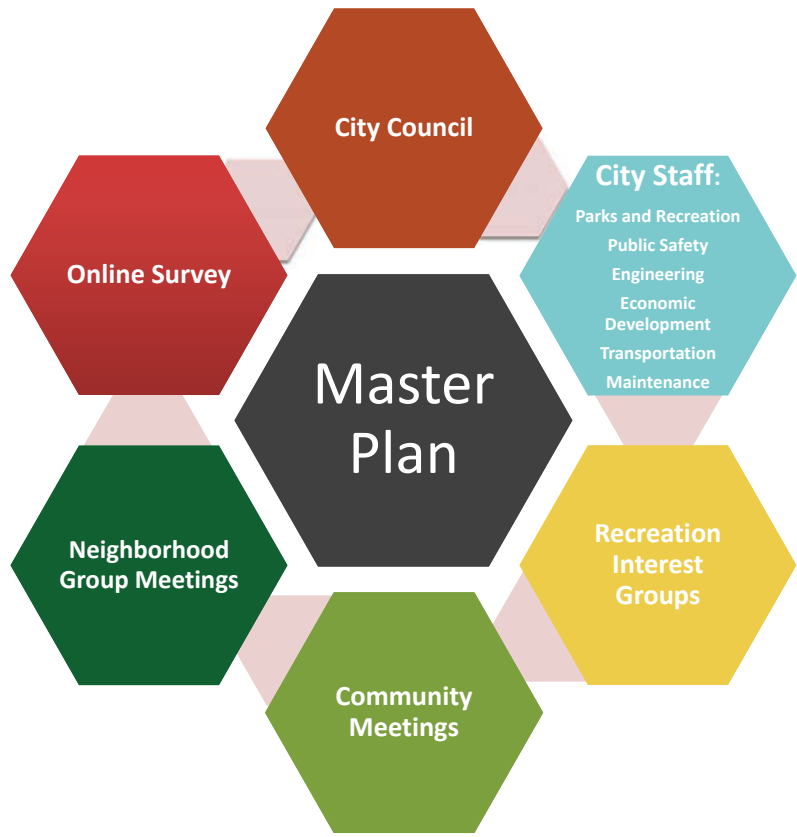 City Council
City Staff:
Parks and Recreation
Public Safety
Engineering
Economic
Development
Transportation
Maintenance
Online Survey
Master
Plan
Recreation
Interest
Groups
Neighborhood
Group Meetings
Community
Meetings